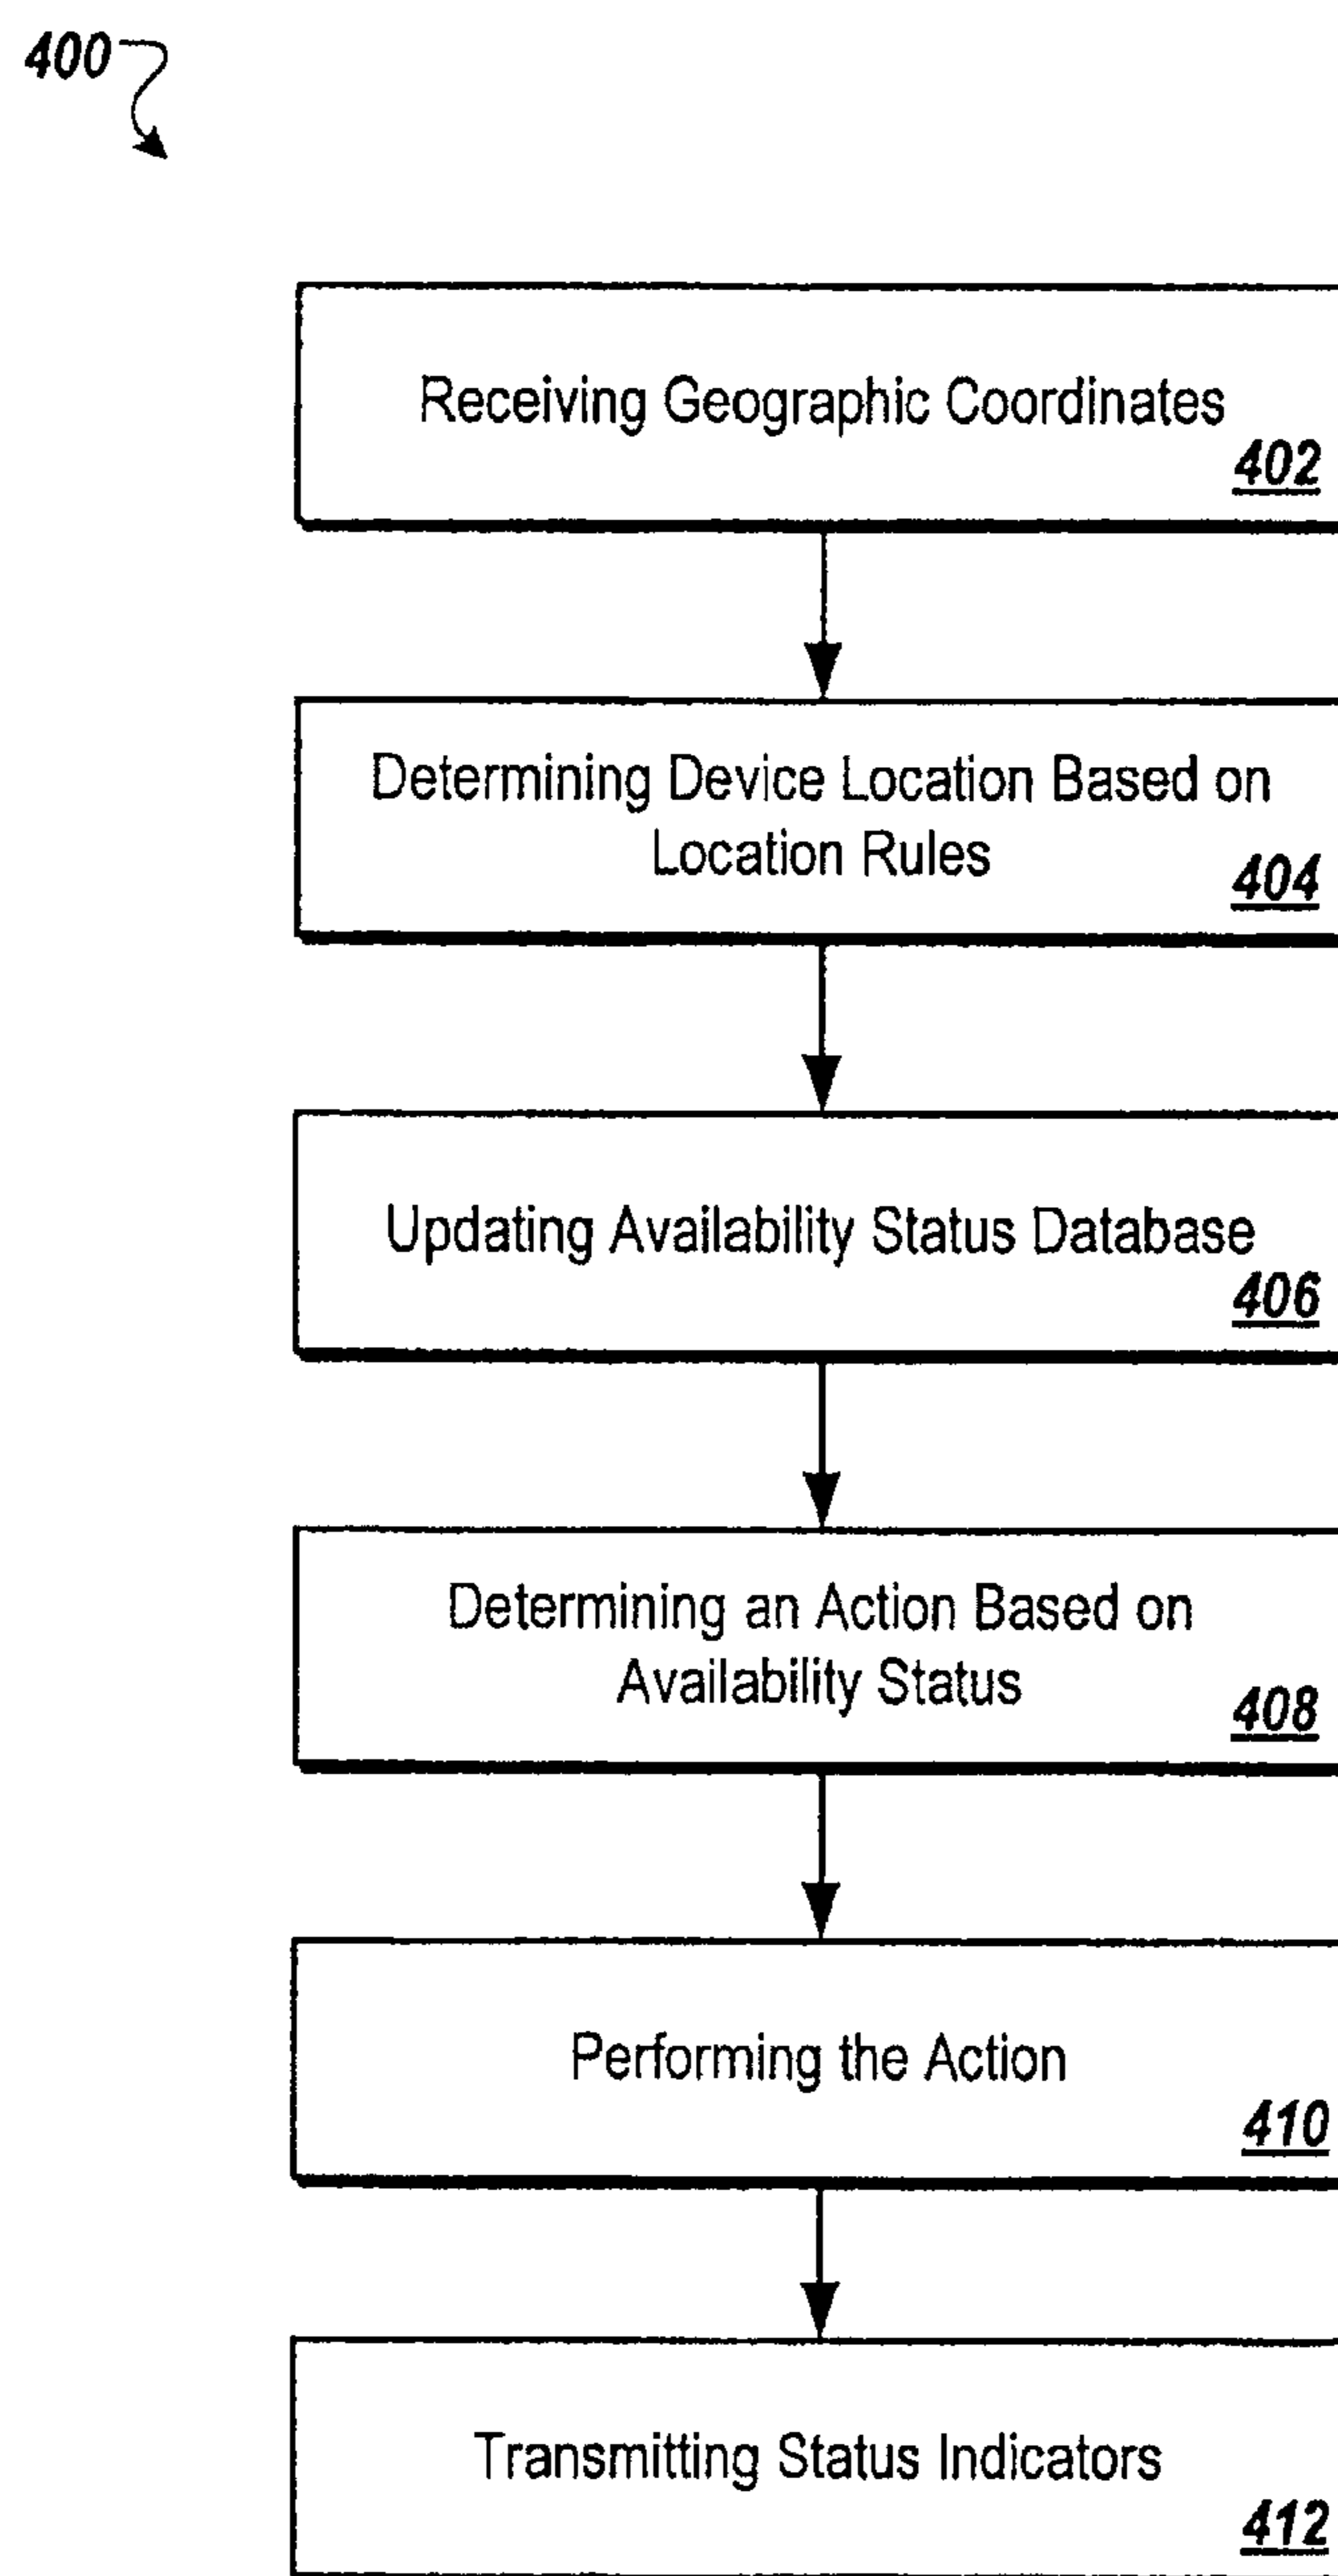 400
Receiving Geographic Coordinates
402
Determining Device Location Based on
Location Rules
404
Updating Availability Status Database
406
Determining an Action Based on
Availability Status
408
Performing the Action
410
Transmitting Status Indicators
412